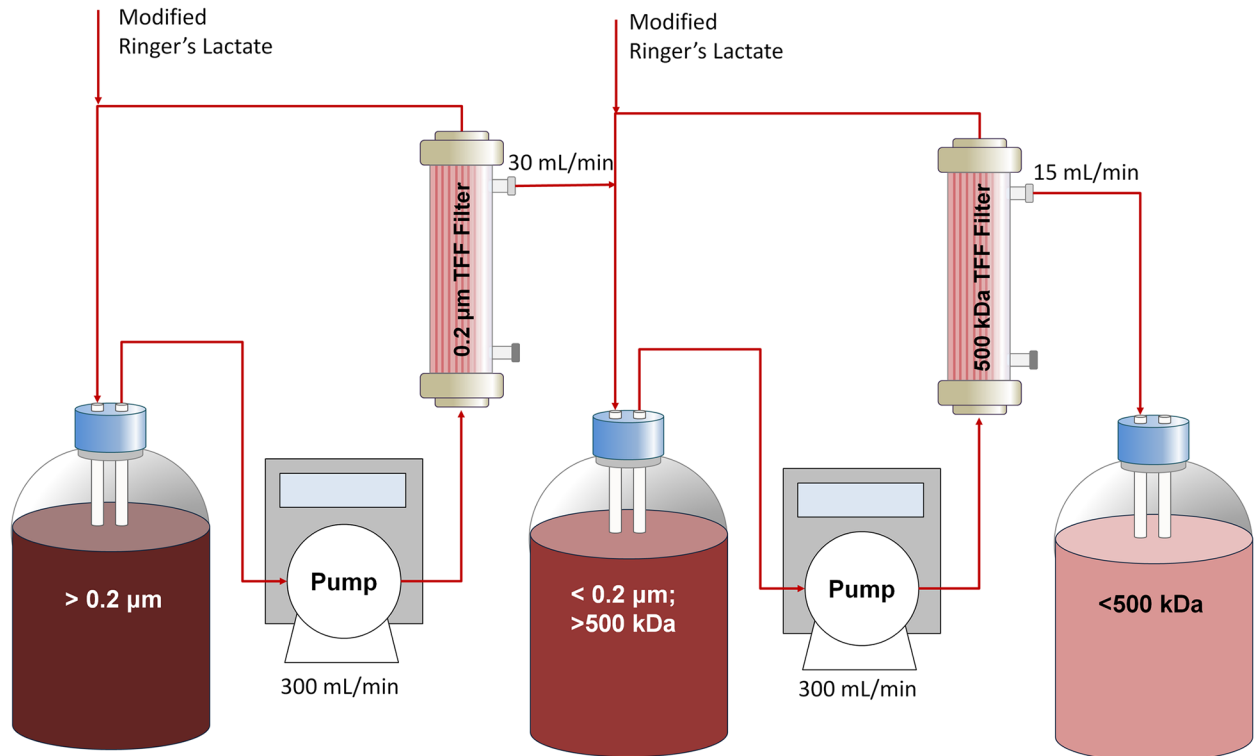 Modified
Ringer’s Lactate
Modified
Ringer’s Lactate
30 mL/min
15 mL/min
0.2 µm TFF Filter
500 kDa TFF Filter
Pump
Pump
> 0.2 µm
< 0.2 µm;
>500 kDa
<500 kDa
300 mL/min
300 mL/min